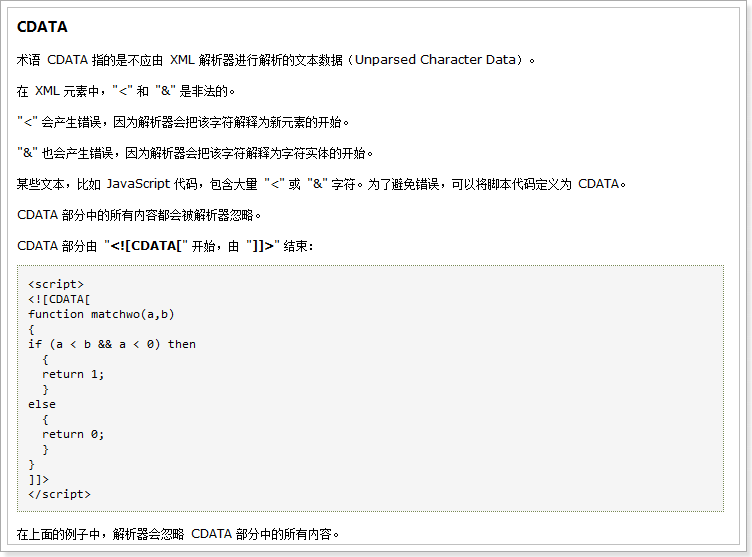 CDATA
术语 CDATA 指的是不应由 XML 解析器进行解析的文本数据（Unparsed Character Data）。
在 XML 元素中，"<" 和 "&" 是非法的。
"<" 会产生错误，因为解析器会把该字符解释为新元素的开始。
"&" 也会产生错误，因为解析器会把该字符解释为字符实体的开始。
某些文本，比如 JavaScript 代码，包含大量 "<" 或 "&" 字符。为了避免错误，可以将脚本代码定义为 CDATA。
CDATA 部分中的所有内容都会被解析器忽略。
CDATA 部分由 "<![CDATA[" 开始，由 "]]>" 结束：
<script>
<![CDATA[
function matchwo(a,b)
{
if (a < b && a < 0) then
  {
  return 1;
  }
else
  {
  return 0;
  }
}
]]>
</script>
在上面的例子中，解析器会忽略 CDATA 部分中的所有内容。